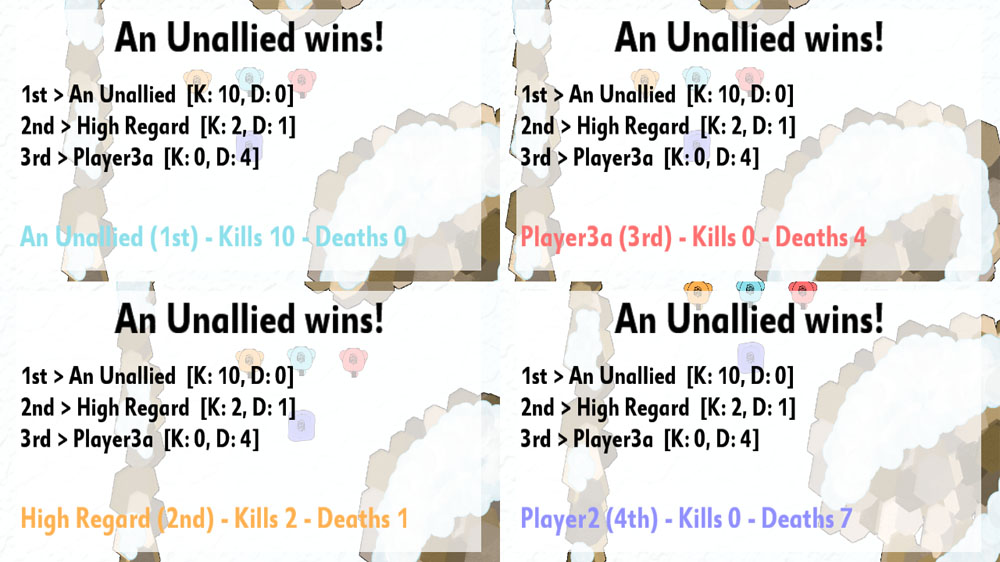 An Unallied wins!
1st > An Unallied [K: 10, D: 0]
2nd > High Regard [K: 2, D: 1]
3rd > Player3a [K: 0, D: 4]
An Unallied (1st) - Kills 10 - Deaths 0
An Unallied wins!
1st > An Unallied [K: 10, D: 0]
2nd > High Regard [K: 2, D: 1]
3rd > Player3a [K: 0, D: 4]
Player3a (3rd) - Kills 0 - Deaths 4
An Unallied wins!
1st > An Unallied [K: 10, D: 0]
2nd > High Regard [K: 2, D: 1]
3rd > Player3a [K: 0, D: 4]
High Regard (2nd) - Kills 2 - Deaths 1
An Unallied wins!
1st > An Unallied [K: 10, D: 0]
2nd > High Regard [K: 2, D: 1]
3rd > Player3a [K: 0, D: 4]
Player2 (4th) - Kills 0 - Deaths 7